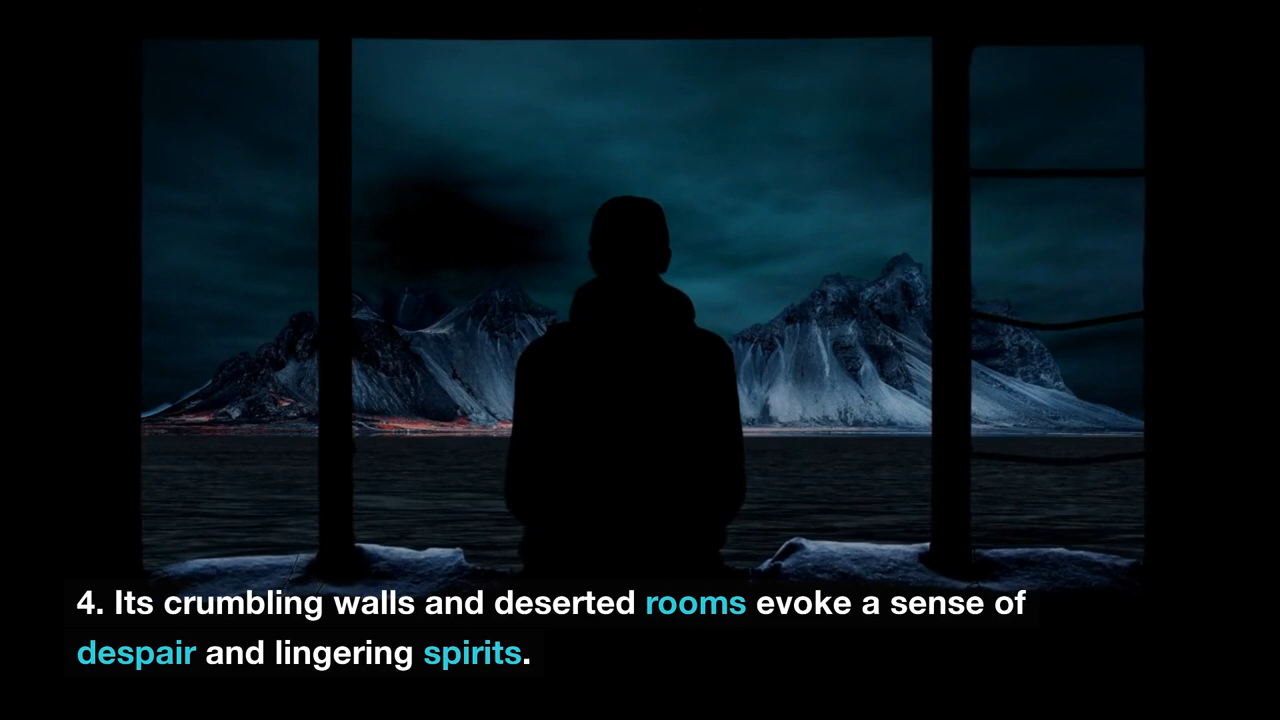 4. Its crumbling walls and deserted rooms evoke a sense of
despair and lingering spirits.